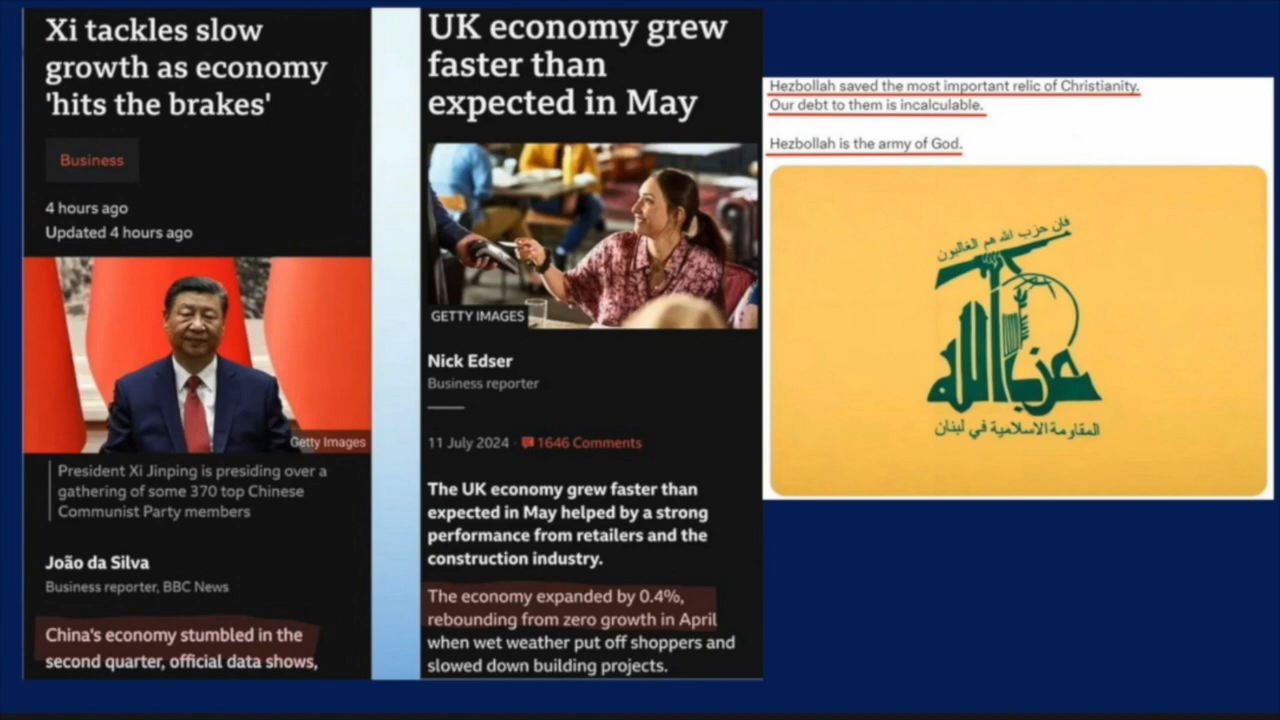 Xi tackles slow
growth as economy
'hits the brakes'
Business
4 hours ago
Updated 4 hours ago
Getty Images
President Xi Jinping is presiding over a
gathering of some 370 top Chinese
Communist Party members
João da Silva
Business reporter, BBC News
China's economy stumbled in the
second quarter, official data shows,
UK economy grew
faster than
expected in May
GETTY IMAGES
Nick Edser
Business reporter
11 July 2024 · 1646 Comments
The UK economy grew faster than
expected in May helped by a strong
performance from retailers and the
construction industry.
The economy expanded by 0.4%,
rebounding from zero growth in April
when wet weather put off shoppers and
slowed down building projects.
Hezbollah saved the most important relic of Christianity.
Our debt to them is incalculable.
Hezbollah is the army of God.
فإن حزب الله هم الغالبون
حزب الله
المقاومة الاسلامية في لبنان